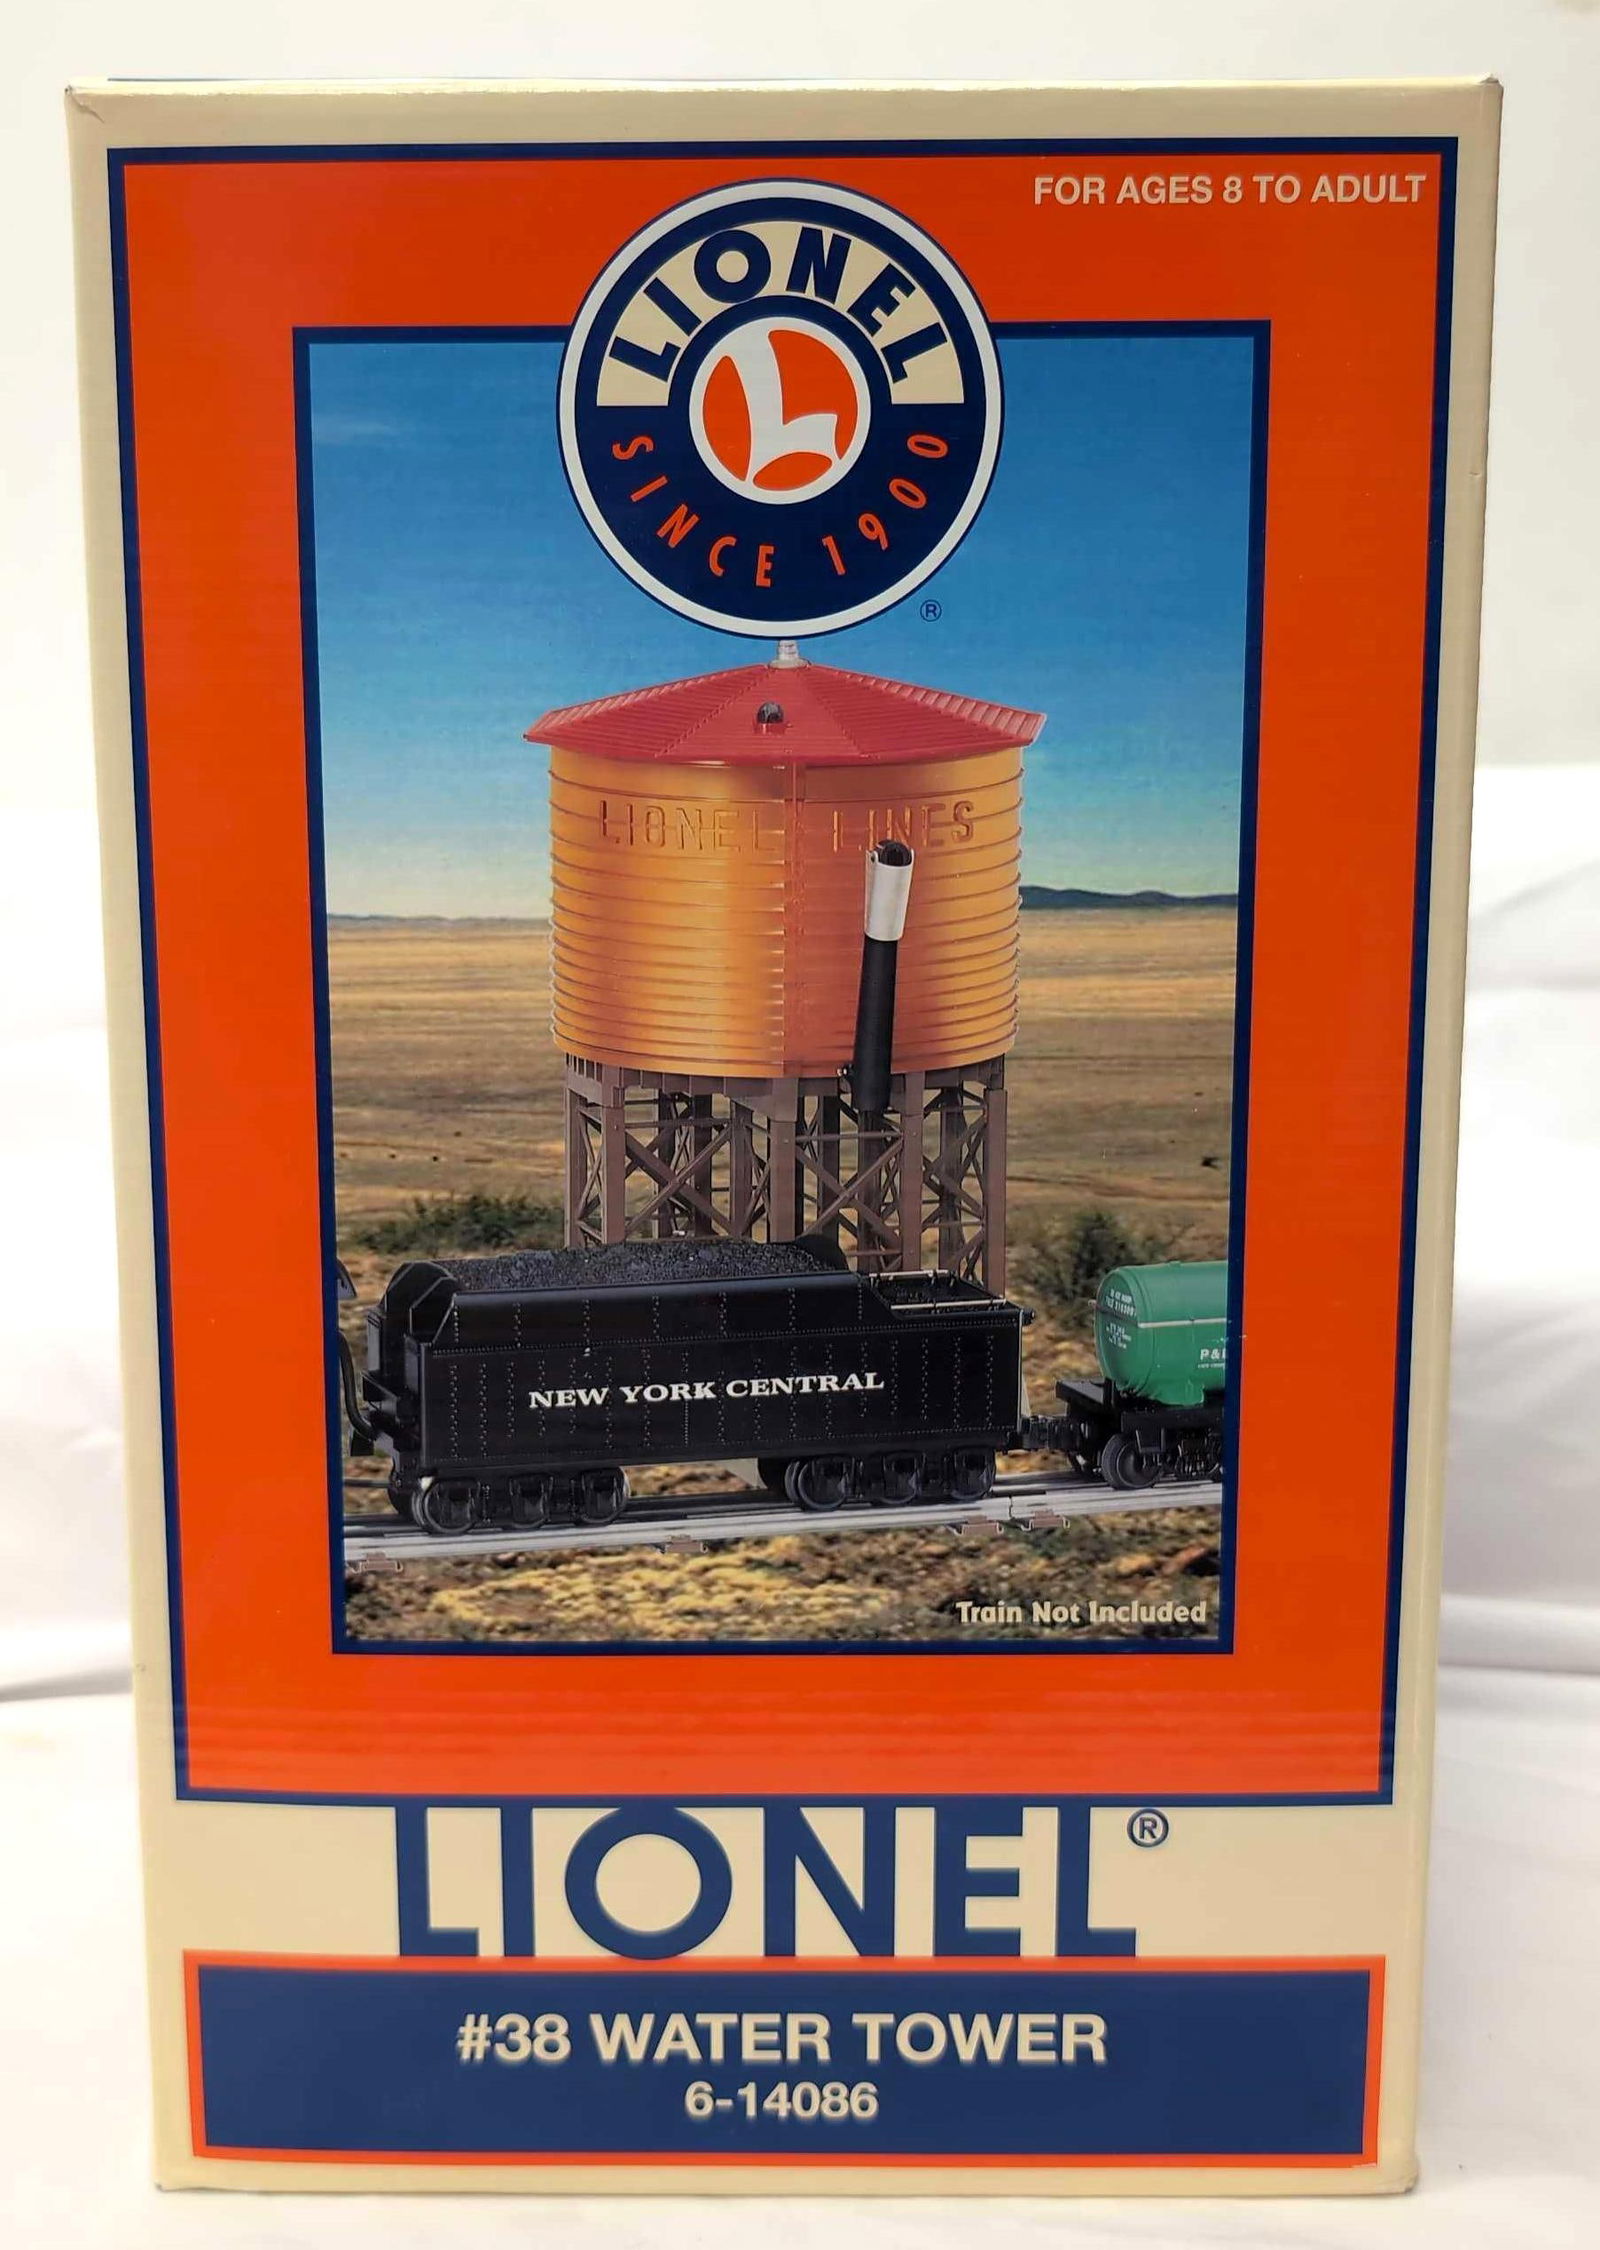 FOR AGES 8 TO ADULT
LIONEL
L
SINCE 1900
®
LIONEL LINES
NEW YORK CENTRAL
P&L
Train Not Included
LIONEL®
#38 WATER TOWER
6-14086